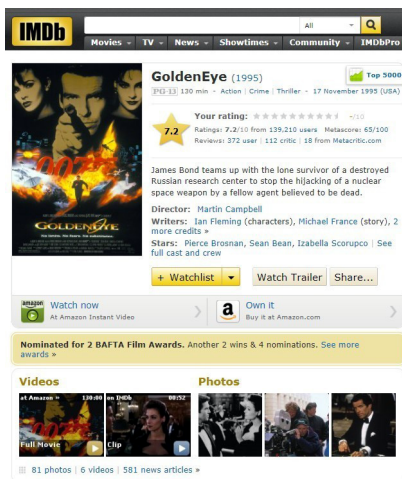 IMDb
All
Movies TV News Showtimes Community IMDbPro
GoldenEye (1995)
Top 5000
PG-13 130 min - Action | Crime | Thriller - 17 November 1995 (USA)
7.2
Your rating: -/10
Ratings: 7.2/10 from 139,210 users Metascore: 65/100
Reviews: 372 user | 112 critic | 18 from Metacritic.com
James Bond teams up with the lone survivor of a destroyed
Russian research center to stop the hijacking of a nuclear
space weapon by a fellow agent believed to be dead.
Director: Martin Campbell
Writers: Ian Fleming (characters), Michael France (story), 2
more credits »
Stars: Pierce Brosnan, Sean Bean, Izabella Scorupco | See
full cast and crew
007
GOLDENEYE
+ Watchlist Watch Trailer Share...
amazon Watch now
At Amazon Instant Video
a Own it
Buy it at Amazon.com
Nominated for 2 BAFTA Film Awards. Another 2 wins & 4 nominations. See more
awards »
Videos Photos
at Amazon » 130:00 on IMDb 00:52
Full Movie Clip
81 photos | 6 videos | 581 news articles »